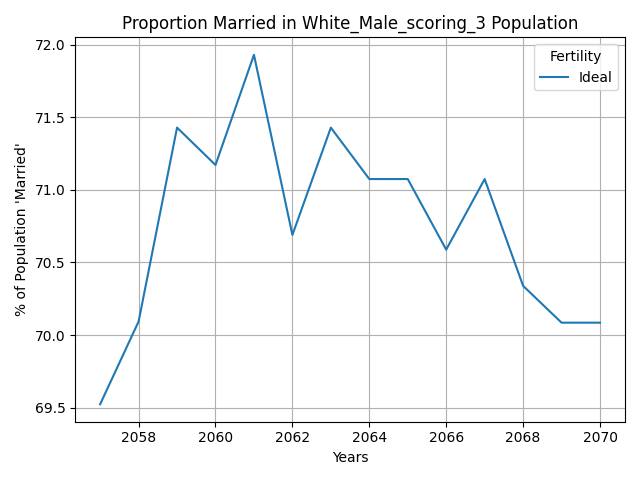 Proportion Married in White_Male_scoring_3 Population
Fertility
Ideal
72.0
71.5
71.0
70.5
70.0
69.5
% of Population 'Married'
2058 2060 2062 2064 2066 2068 2070
Years